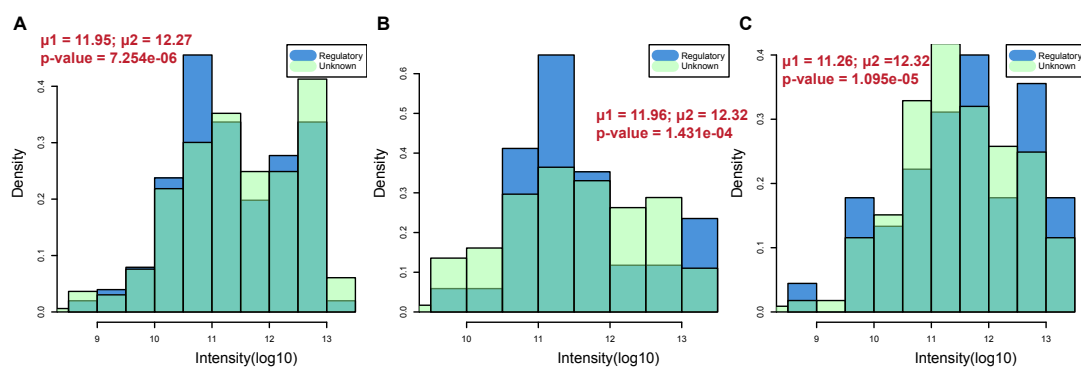 A
µ1 = 11.95; µ2 = 12.27
p-value = 7.254e-06
Regulatory
Unknown
Density
0.0
0.1
0.2
0.3
0.4
9
10
11
12
13
Intensity(log10)
B
Regulatory
Unknown
µ1 = 11.96; µ2 = 12.32
p-value = 1.431e-04
Density
0.0
0.1
0.2
0.3
0.4
0.5
0.6
10
11
12
13
Intensity(log10)
C
µ1 = 11.26; µ2 =12.32
p-value = 1.095e-05
Regulatory
Unknown
Density
0.0
0.1
0.2
0.3
0.4
9
10
11
12
13
Intensity(log10)